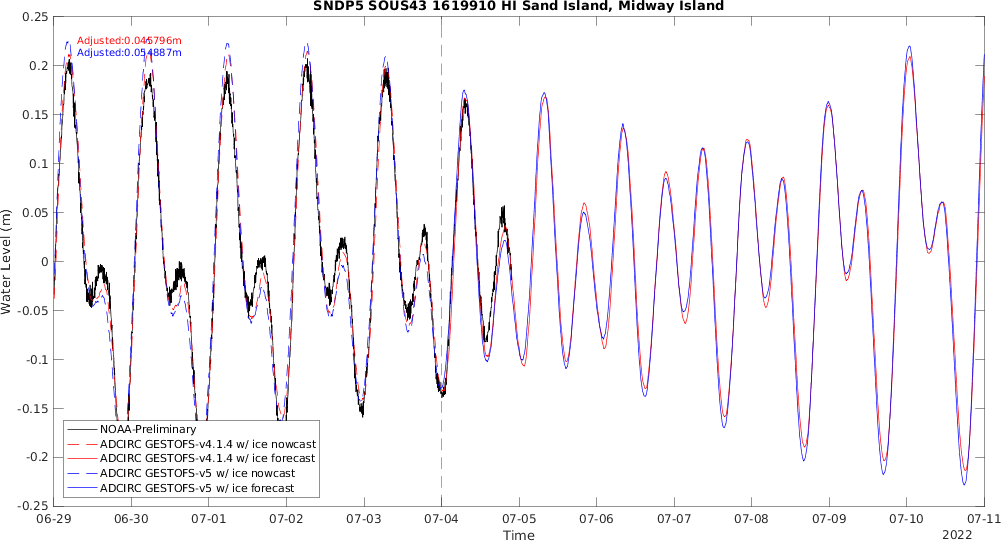 SNDP5 SOUS43 1619910 HI Sand Island, Midway Island
Adjusted:0.045796m
Adjusted:0.054887m
Water Level (m)
0.25
0.2
0.15
0.1
0.05
0
-0.05
-0.1
-0.15
-0.2
-0.25
NOAA-Preliminary
ADCIRC GESTOFS-v4.1.4 w/ ice nowcast
ADCIRC GESTOFS-v4.1.4 w/ ice forecast
ADCIRC GESTOFS-v5 w/ ice nowcast
ADCIRC GESTOFS-v5 w/ ice forecast
06-29 06-30 07-01 07-02 07-03 07-04 07-05 07-06 07-07 07-08 07-09 07-10 07-11
Time
2022